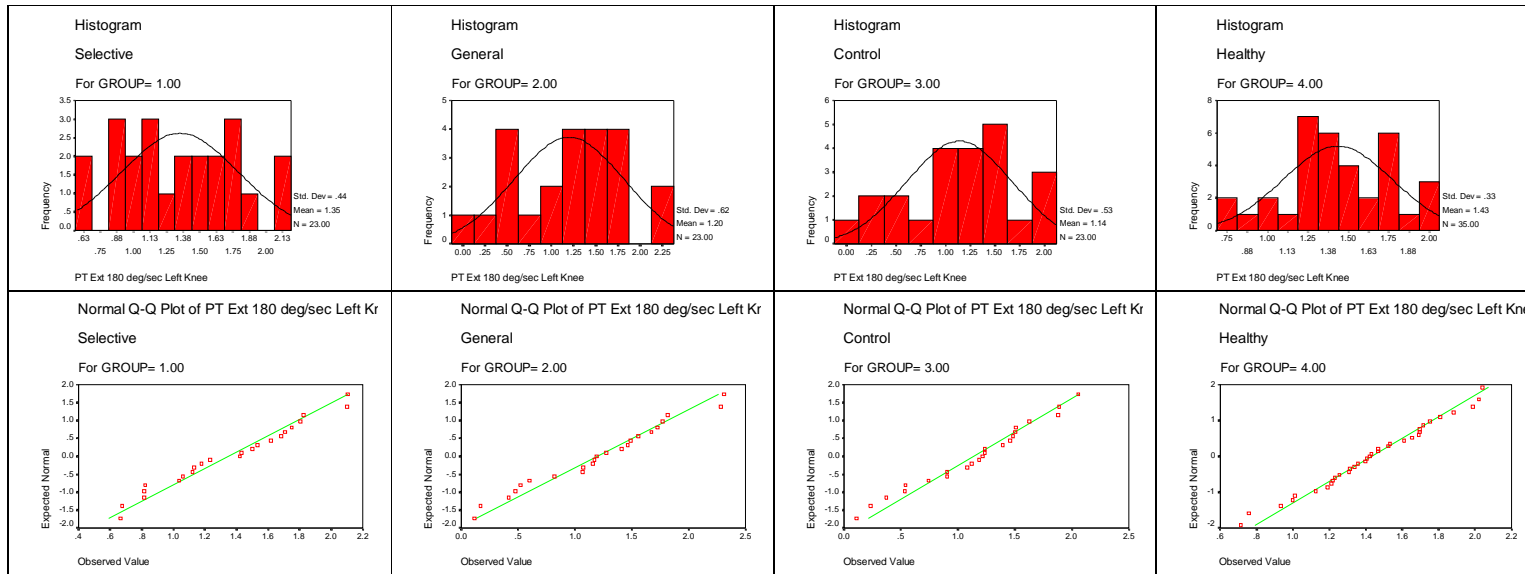 Histogram
Selective
For GROUP= 1.00
3.5
3.0
2.5
2.0
1.5
1.0
.5
0.0
Frequency
.63 .88 1.13 1.38 1.63 1.88 2.13
.75 1.00 1.25 1.50 1.75 2.00
Std. Dev = .44
Mean = 1.35
N = 23.00
PT Ext 180 deg/sec Left Knee
Histogram
General
For GROUP= 2.00
5
4
3
2
1
0
Frequency
0.00 .25 .50 .75 1.00 1.25 1.50 1.75 2.00 2.25
Std. Dev = .62
Mean = 1.20
N = 23.00
PT Ext 180 deg/sec Left Knee
Histogram
Control
For GROUP= 3.00
6
5
4
3
2
1
0
Frequency
0.00 .25 .50 .75 1.00 1.25 1.50 1.75 2.00
Std. Dev = .53
Mean = 1.14
N = 23.00
PT Ext 180 deg/sec Left Knee
Histogram
Healthy
For GROUP= 4.00
8
6
4
2
0
Frequency
.75 1.00 1.25 1.50 1.75 2.00
.88 1.13 1.38 1.63 1.88
Std. Dev = .33
Mean = 1.43
N = 35.00
PT Ext 180 deg/sec Left Knee
Normal Q-Q Plot of PT Ext 180 deg/sec Left Kr
Selective
For GROUP= 1.00
2.0
1.5
1.0
.5
0.0
-.5
-1.0
-1.5
-2.0
Expected Normal
.4 .6 .8 1.0 1.2 1.4 1.6 1.8 2.0 2.2
Observed Value
Normal Q-Q Plot of PT Ext 180 deg/sec Left Kr
General
For GROUP= 2.00
2.0
1.5
1.0
.5
0.0
-.5
-1.0
-1.5
-2.0
Expected Normal
0.0 .5 1.0 1.5 2.0 2.5
Observed Value
Normal Q-Q Plot of PT Ext 180 deg/sec Left Kr
Control
For GROUP= 3.00
2.0
1.5
1.0
.5
0.0
-.5
-1.0
-1.5
-2.0
Expected Normal
0.0 .5 1.0 1.5 2.0 2.5
Observed Value
Normal Q-Q Plot of PT Ext 180 deg/sec Left Kne
Healthy
For GROUP= 4.00
2
1
0
-1
-2
Expected Normal
.6 .8 1.0 1.2 1.4 1.6 1.8 2.0 2.2
Observed Value